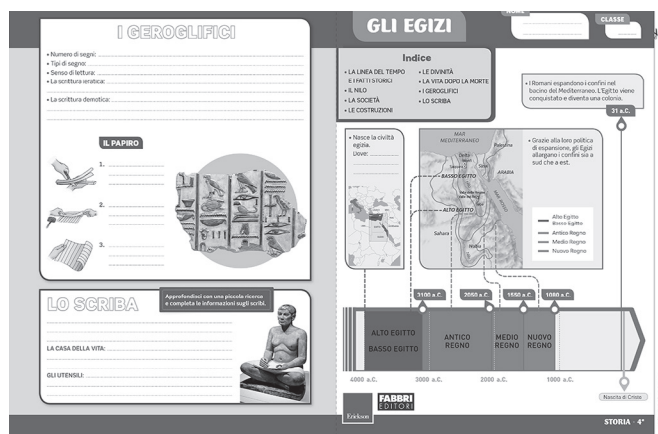 I GEROGLIFICI
• Numero di segni:
• Tipi di segno:
• Senso di lettura:
• La scrittura ieratica:
• La scrittura demotica:
IL PAPIRO
1.
2.
3.
LO SCRIBA
Approfondisci con una piccola ricerca
e completa le informazioni sugli scribi.
LA CASA DELLA VITA:
GLI UTENSILI:
GLI EGIZI
NOME
CLASSE
Indice
• LA LINEA DEL TEMPO
E I FATTI STORICI
• IL NILO
• LA SOCIETÀ
• LE COSTRUZIONI
• LE DIVINITÀ
• LA VITA DOPO LA MORTE
• I GEROGLIFICI
• LO SCRIBA
• I Romani espandono i confini nel
bacino del Mediterraneo. L'Egitto viene
conquistato e diventa una colonia.
31 a.C.
• Nasce la civiltà
egizia.
Dove:
MAR
MEDITERRANEO
Palestina
Delta
Sinai
BASSO EGITTO
ARABIA
ALTO EGITTO
MAR ROSSO
Sahara
Nubia
• Grazie alla loro politica
di espansione, gli Egizi
allargano i confini sia a
sud che a est.
Alto Egitto
Basso Egitto
Antico Regno
Medio Regno
Nuovo Regno
3100 a.C.
2050 a.C.
1550 a.C.
1080 a.C.
ALTO EGITTO
BASSO EGITTO
ANTICO
REGNO
MEDIO
REGNO
NUOVO
REGNO
4000 a.C.
3000 a.C.
2000 a.C.
1000 a.C.
Nascita di Cristo
Erickson
FABBRI
EDITORI
STORIA - 4ª